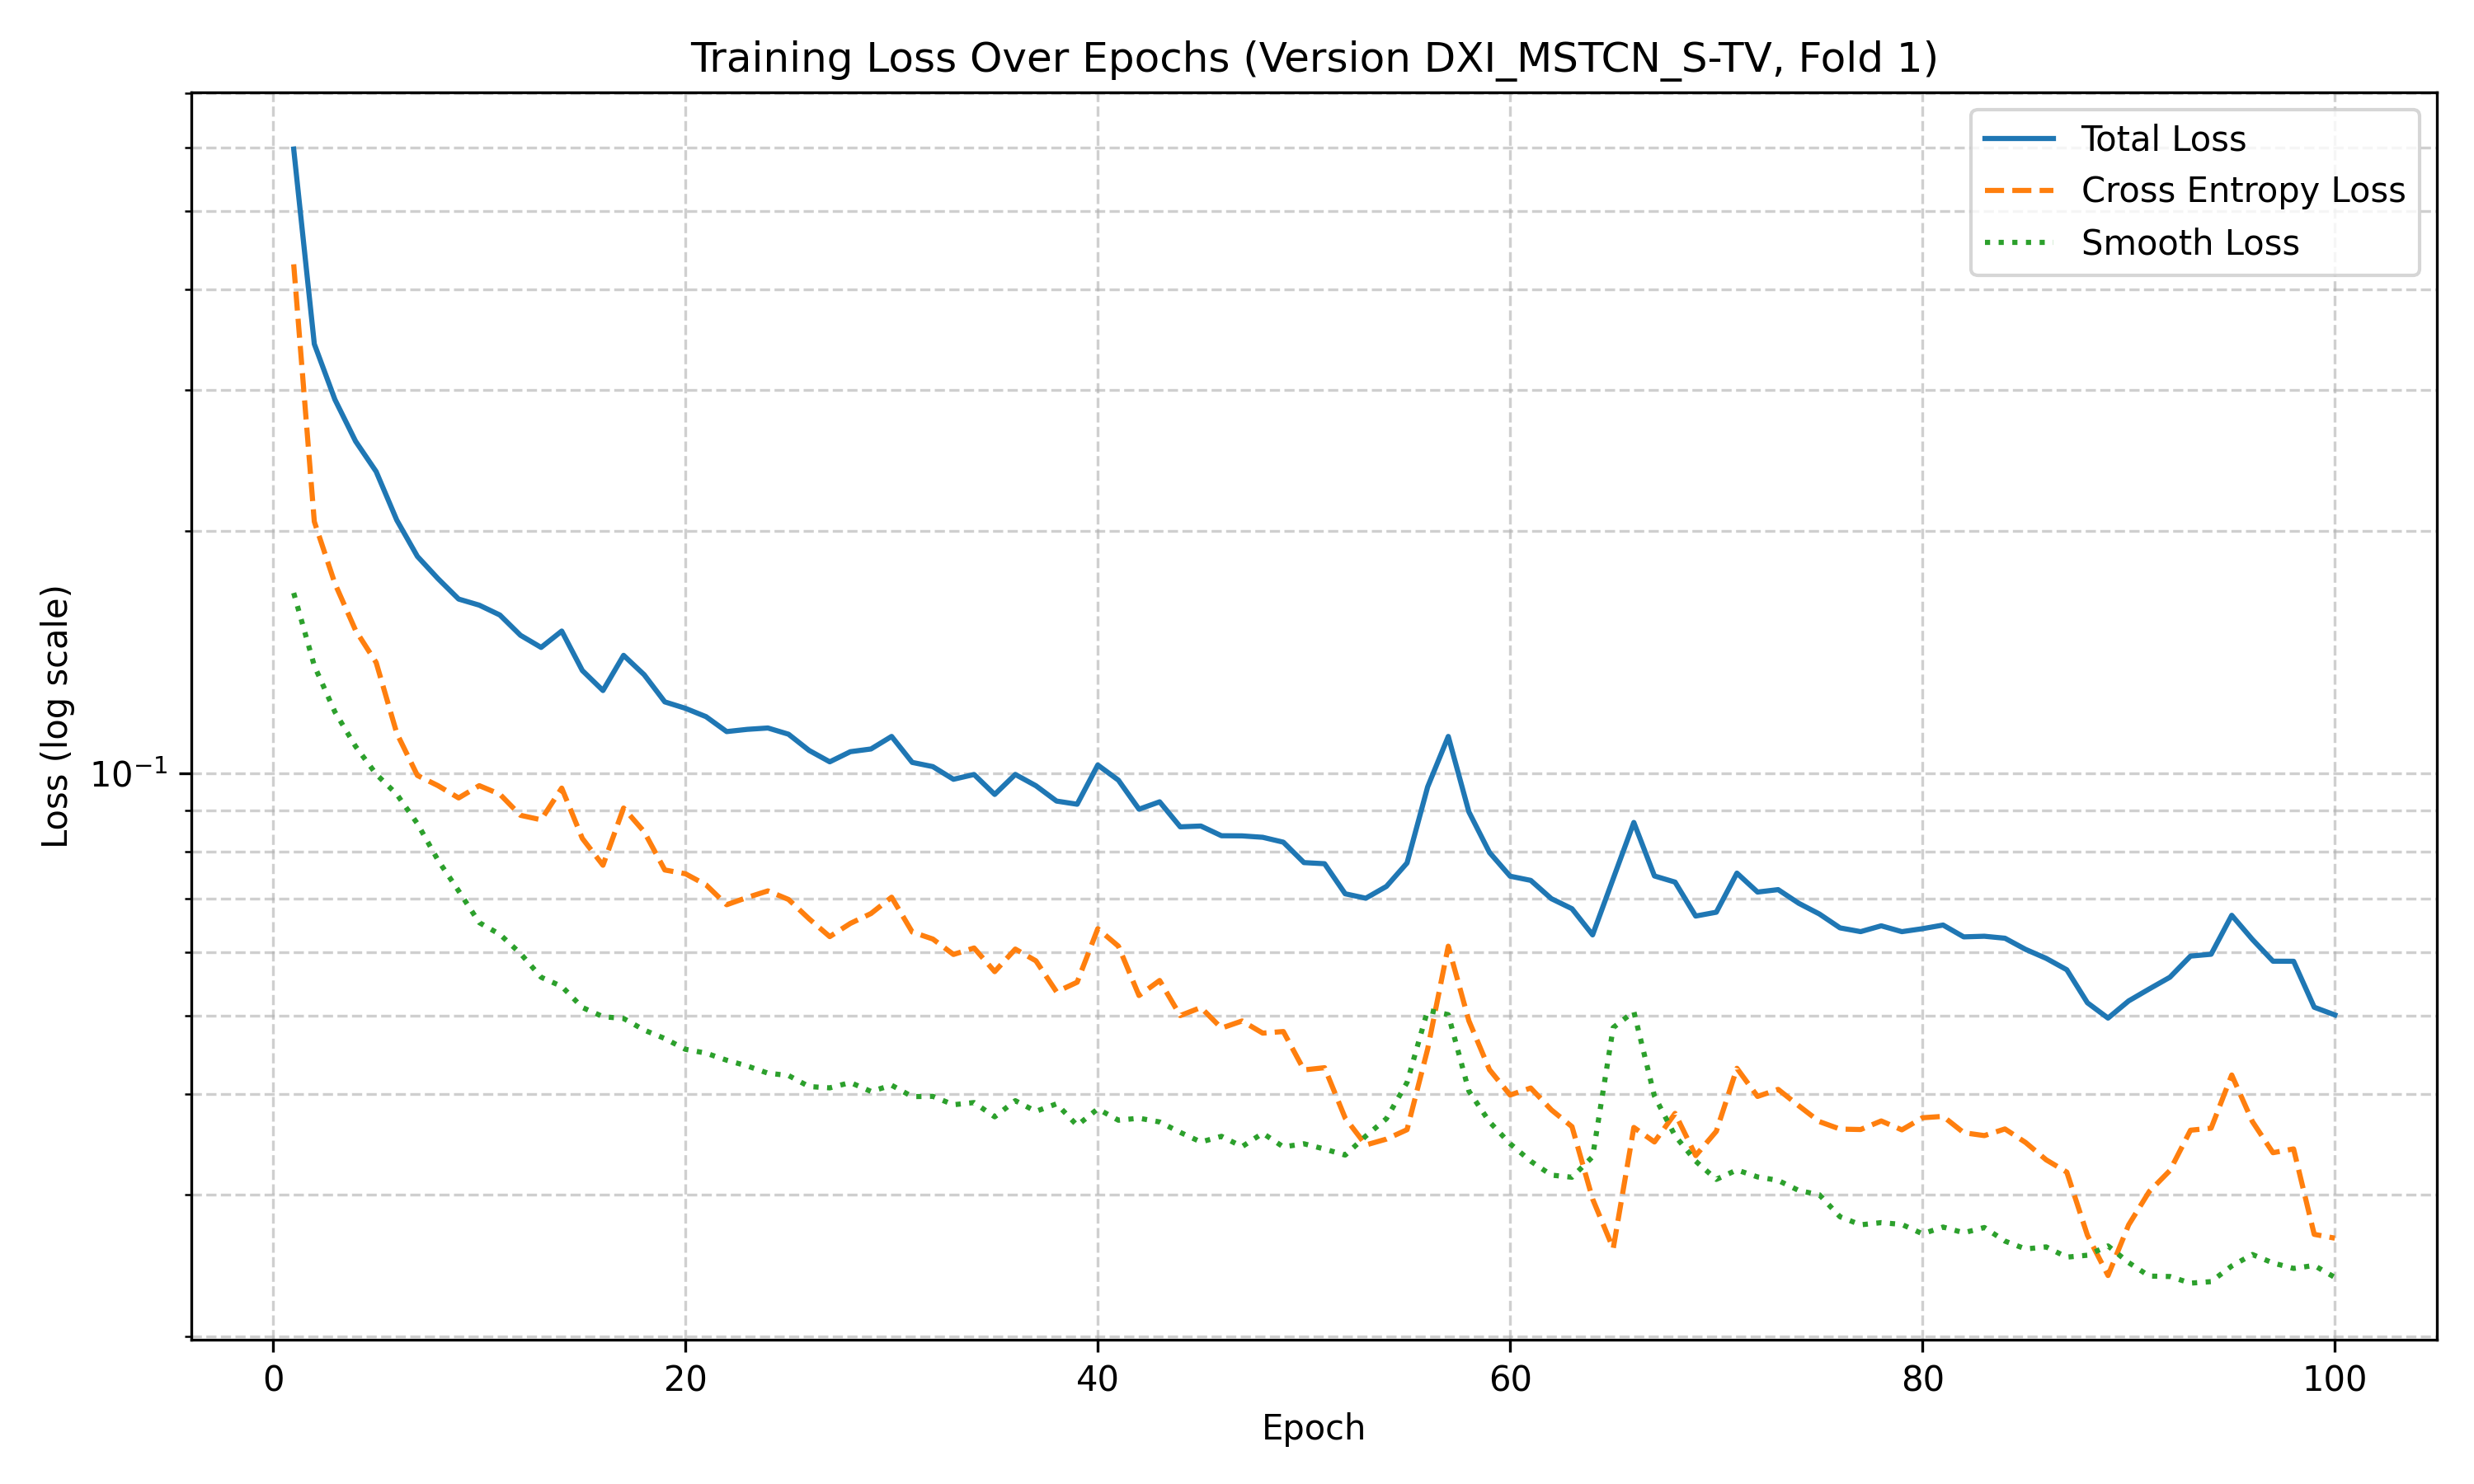 Training Loss Over Epochs (Version DXI_MSTCN_S-TV, Fold 1)
Total Loss
Cross Entropy Loss
Smooth Loss
Loss (log scale)
10⁻¹
0 20 40 60 80 100
Epoch